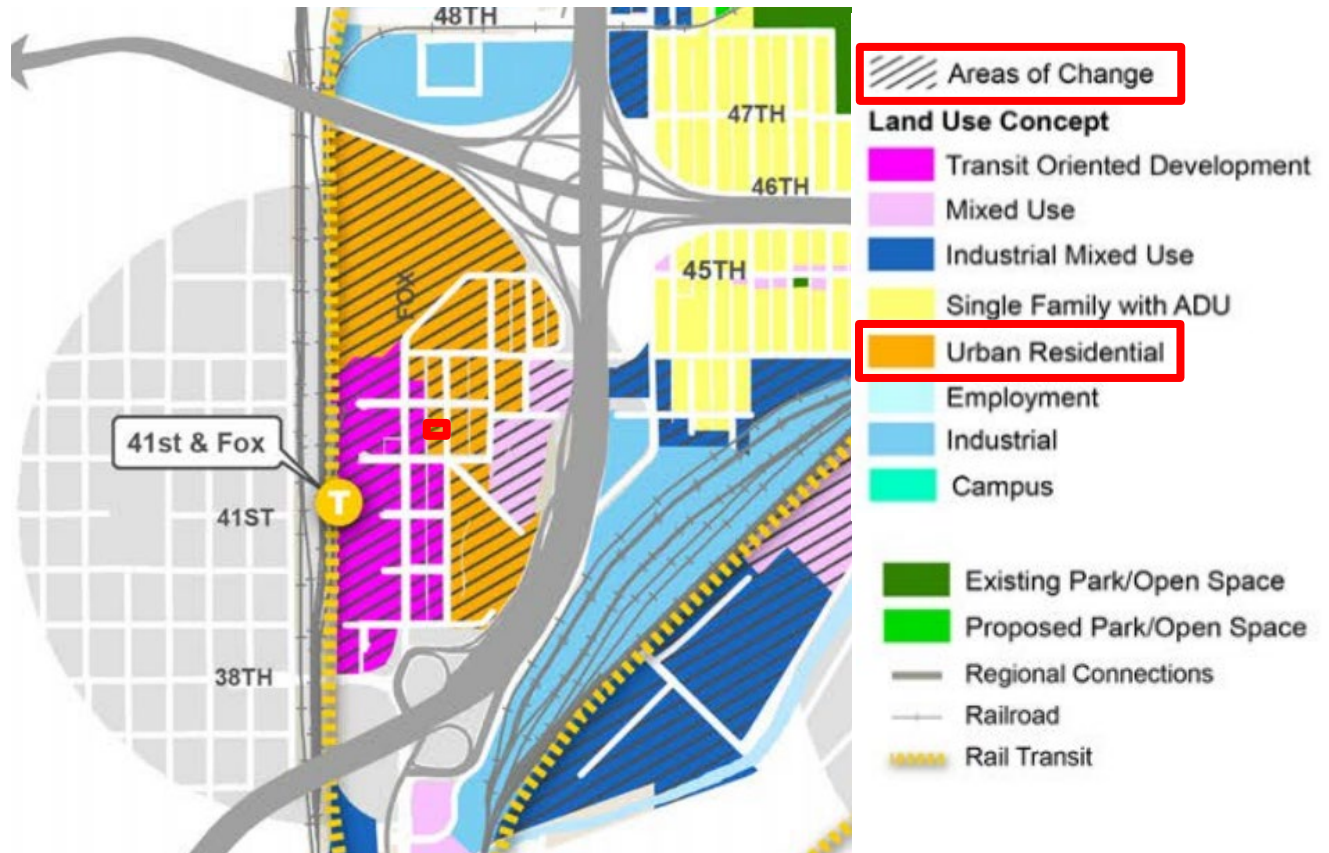 48TH
47TH
46TH
45TH
FOX
41st & Fox
T
41ST
38TH
Areas of Change
Land Use Concept
Transit Oriented Development
Mixed Use
Industrial Mixed Use
Single Family with ADU
Urban Residential
Employment
Industrial
Campus
Existing Park/Open Space
Proposed Park/Open Space
Regional Connections
Railroad
Rail Transit